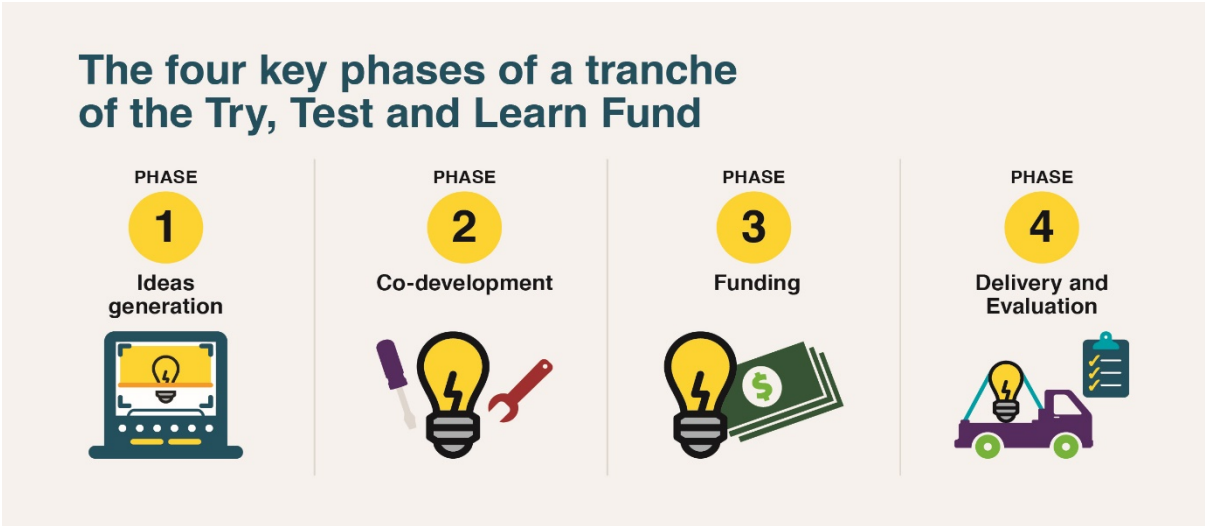 The four key phases of a tranche
of the Try, Test and Learn Fund
PHASE
1
Ideas
generation
PHASE
2
Co-development
PHASE
3
Funding
$
PHASE
4
Delivery and
Evaluation